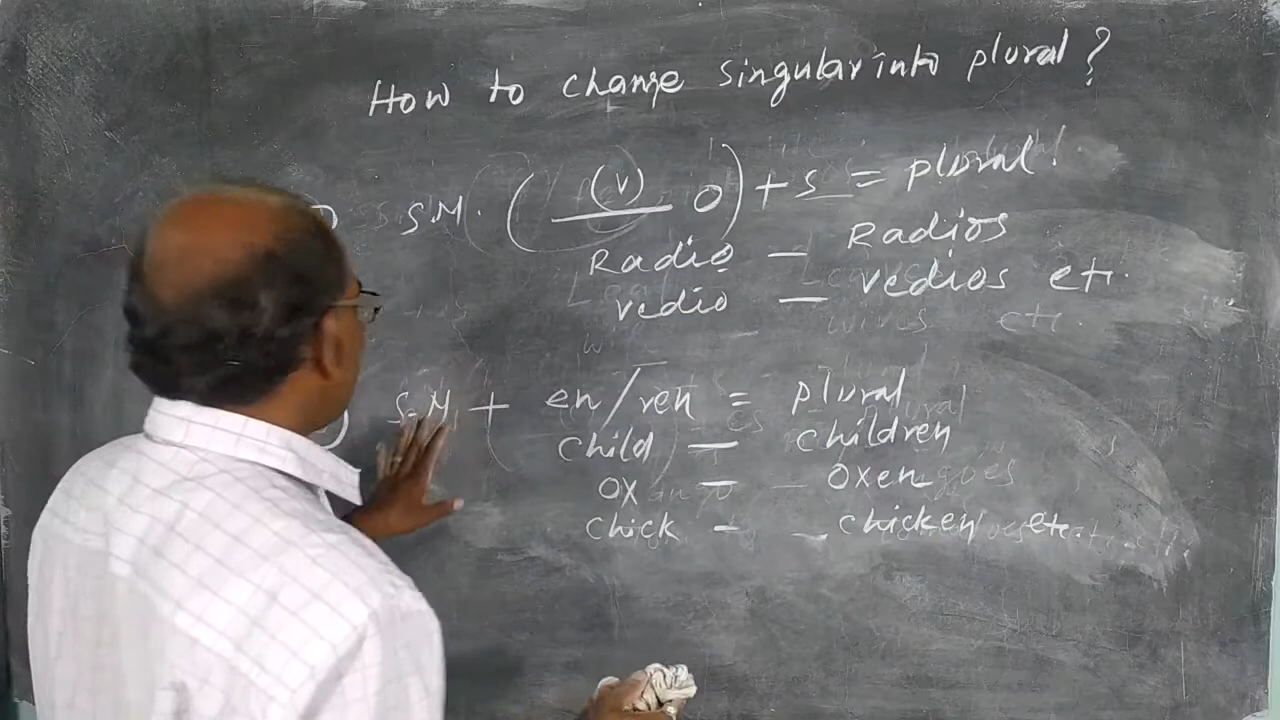 How to change singular into plural?
S.M. ( (V) O ) + s = plural.
Radio - Radios
vedio - vedios etc.
S.M + en/ren = plural
child - children
OX - Oxen
chick - chicken etc.